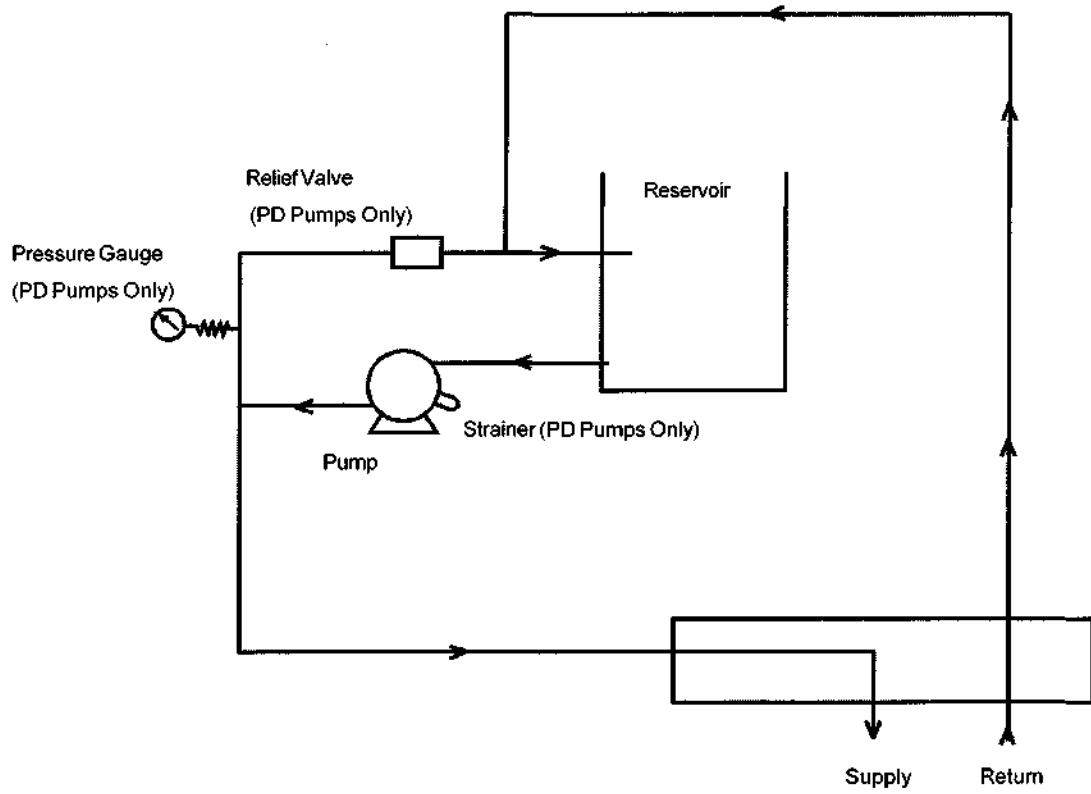 Relief Valve
(PD Pumps Only)
Reservoir
Pressure Gauge
(PD Pumps Only)
Strainer (PD Pumps Only)
Pump
Supply
Return